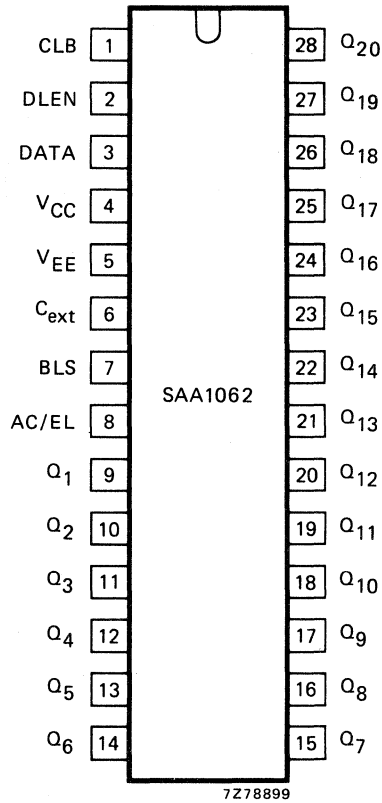 CLB 1 28 Q20
DLEN 2 27 Q19
DATA 3 26 Q18
VCC 4 25 Q17
VEE 5 24 Q16
Cext 6 23 Q15
BLS 7 22 Q14
SAA1062
AC/EL 8 21 Q13
Q1 9 20 Q12
Q2 10 19 Q11
Q3 11 18 Q10
Q4 12 17 Q9
Q5 13 16 Q8
Q6 14 15 Q7
7Z78899